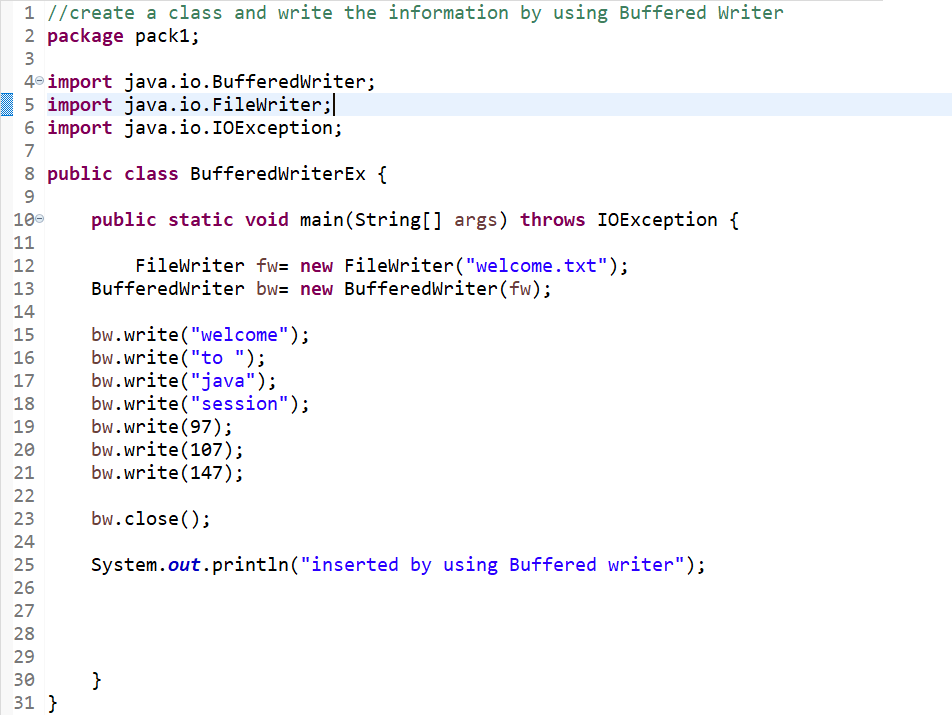 1 //create a class and write the information by using Buffered Writer
2 package pack1;
3
4 import java.io.BufferedWriter;
5 import java.io.FileWriter;
6 import java.io.IOException;
7
8 public class BufferedWriterEx {
9
10     public static void main(String[] args) throws IOException {
11
12         FileWriter fw= new FileWriter("welcome.txt");
13     BufferedWriter bw= new BufferedWriter(fw);
14
15     bw.write("welcome");
16     bw.write("to ");
17     bw.write("java");
18     bw.write("session");
19     bw.write(97);
20     bw.write(107);
21     bw.write(147);
22
23     bw.close();
24
25     System.out.println("inserted by using Buffered writer");
26
27
28
29
30     }
31 }